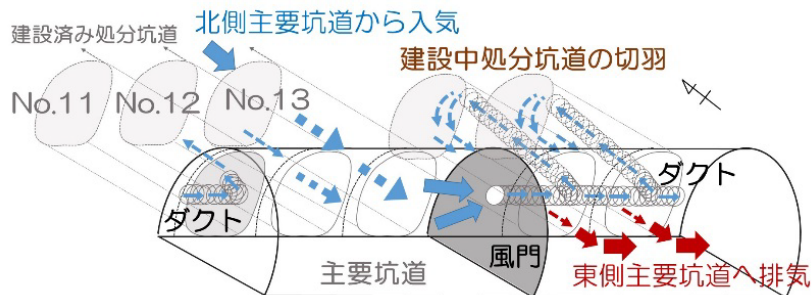 北側主要坑道から入気
建設済み処分坑道
建設中処分坑道の切羽
No.11
No.12
No.13
ダクト
ダクト
風門
主要坑道
東側主要坑道へ排気